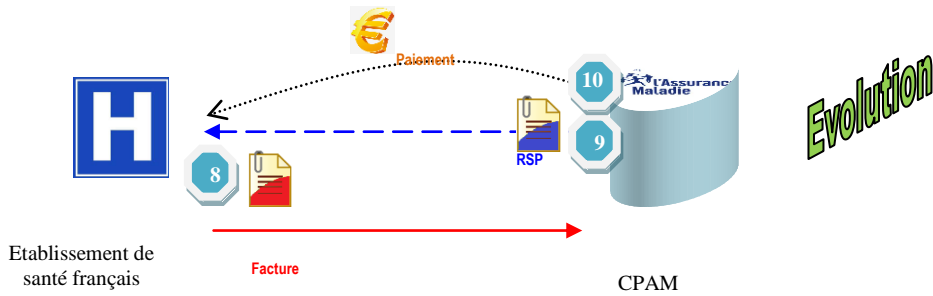 Paiement
H
10
l'Assurance
Maladie
Evolution
RSP
9
8
Etablissement de
santé français
Facture
CPAM